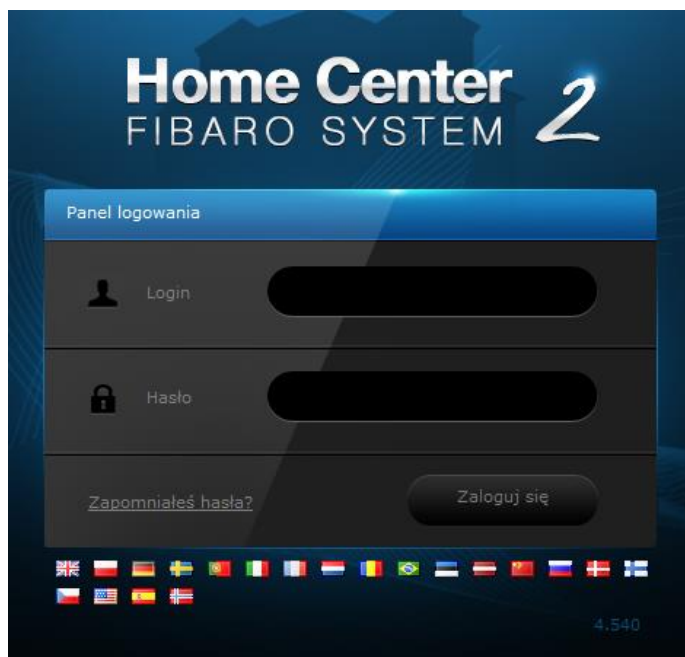 Home Center 2
FIBARO SYSTEM
Panel logowania
Login
Hasło
Zapomniałeś hasła?
Zaloguj się
4.540